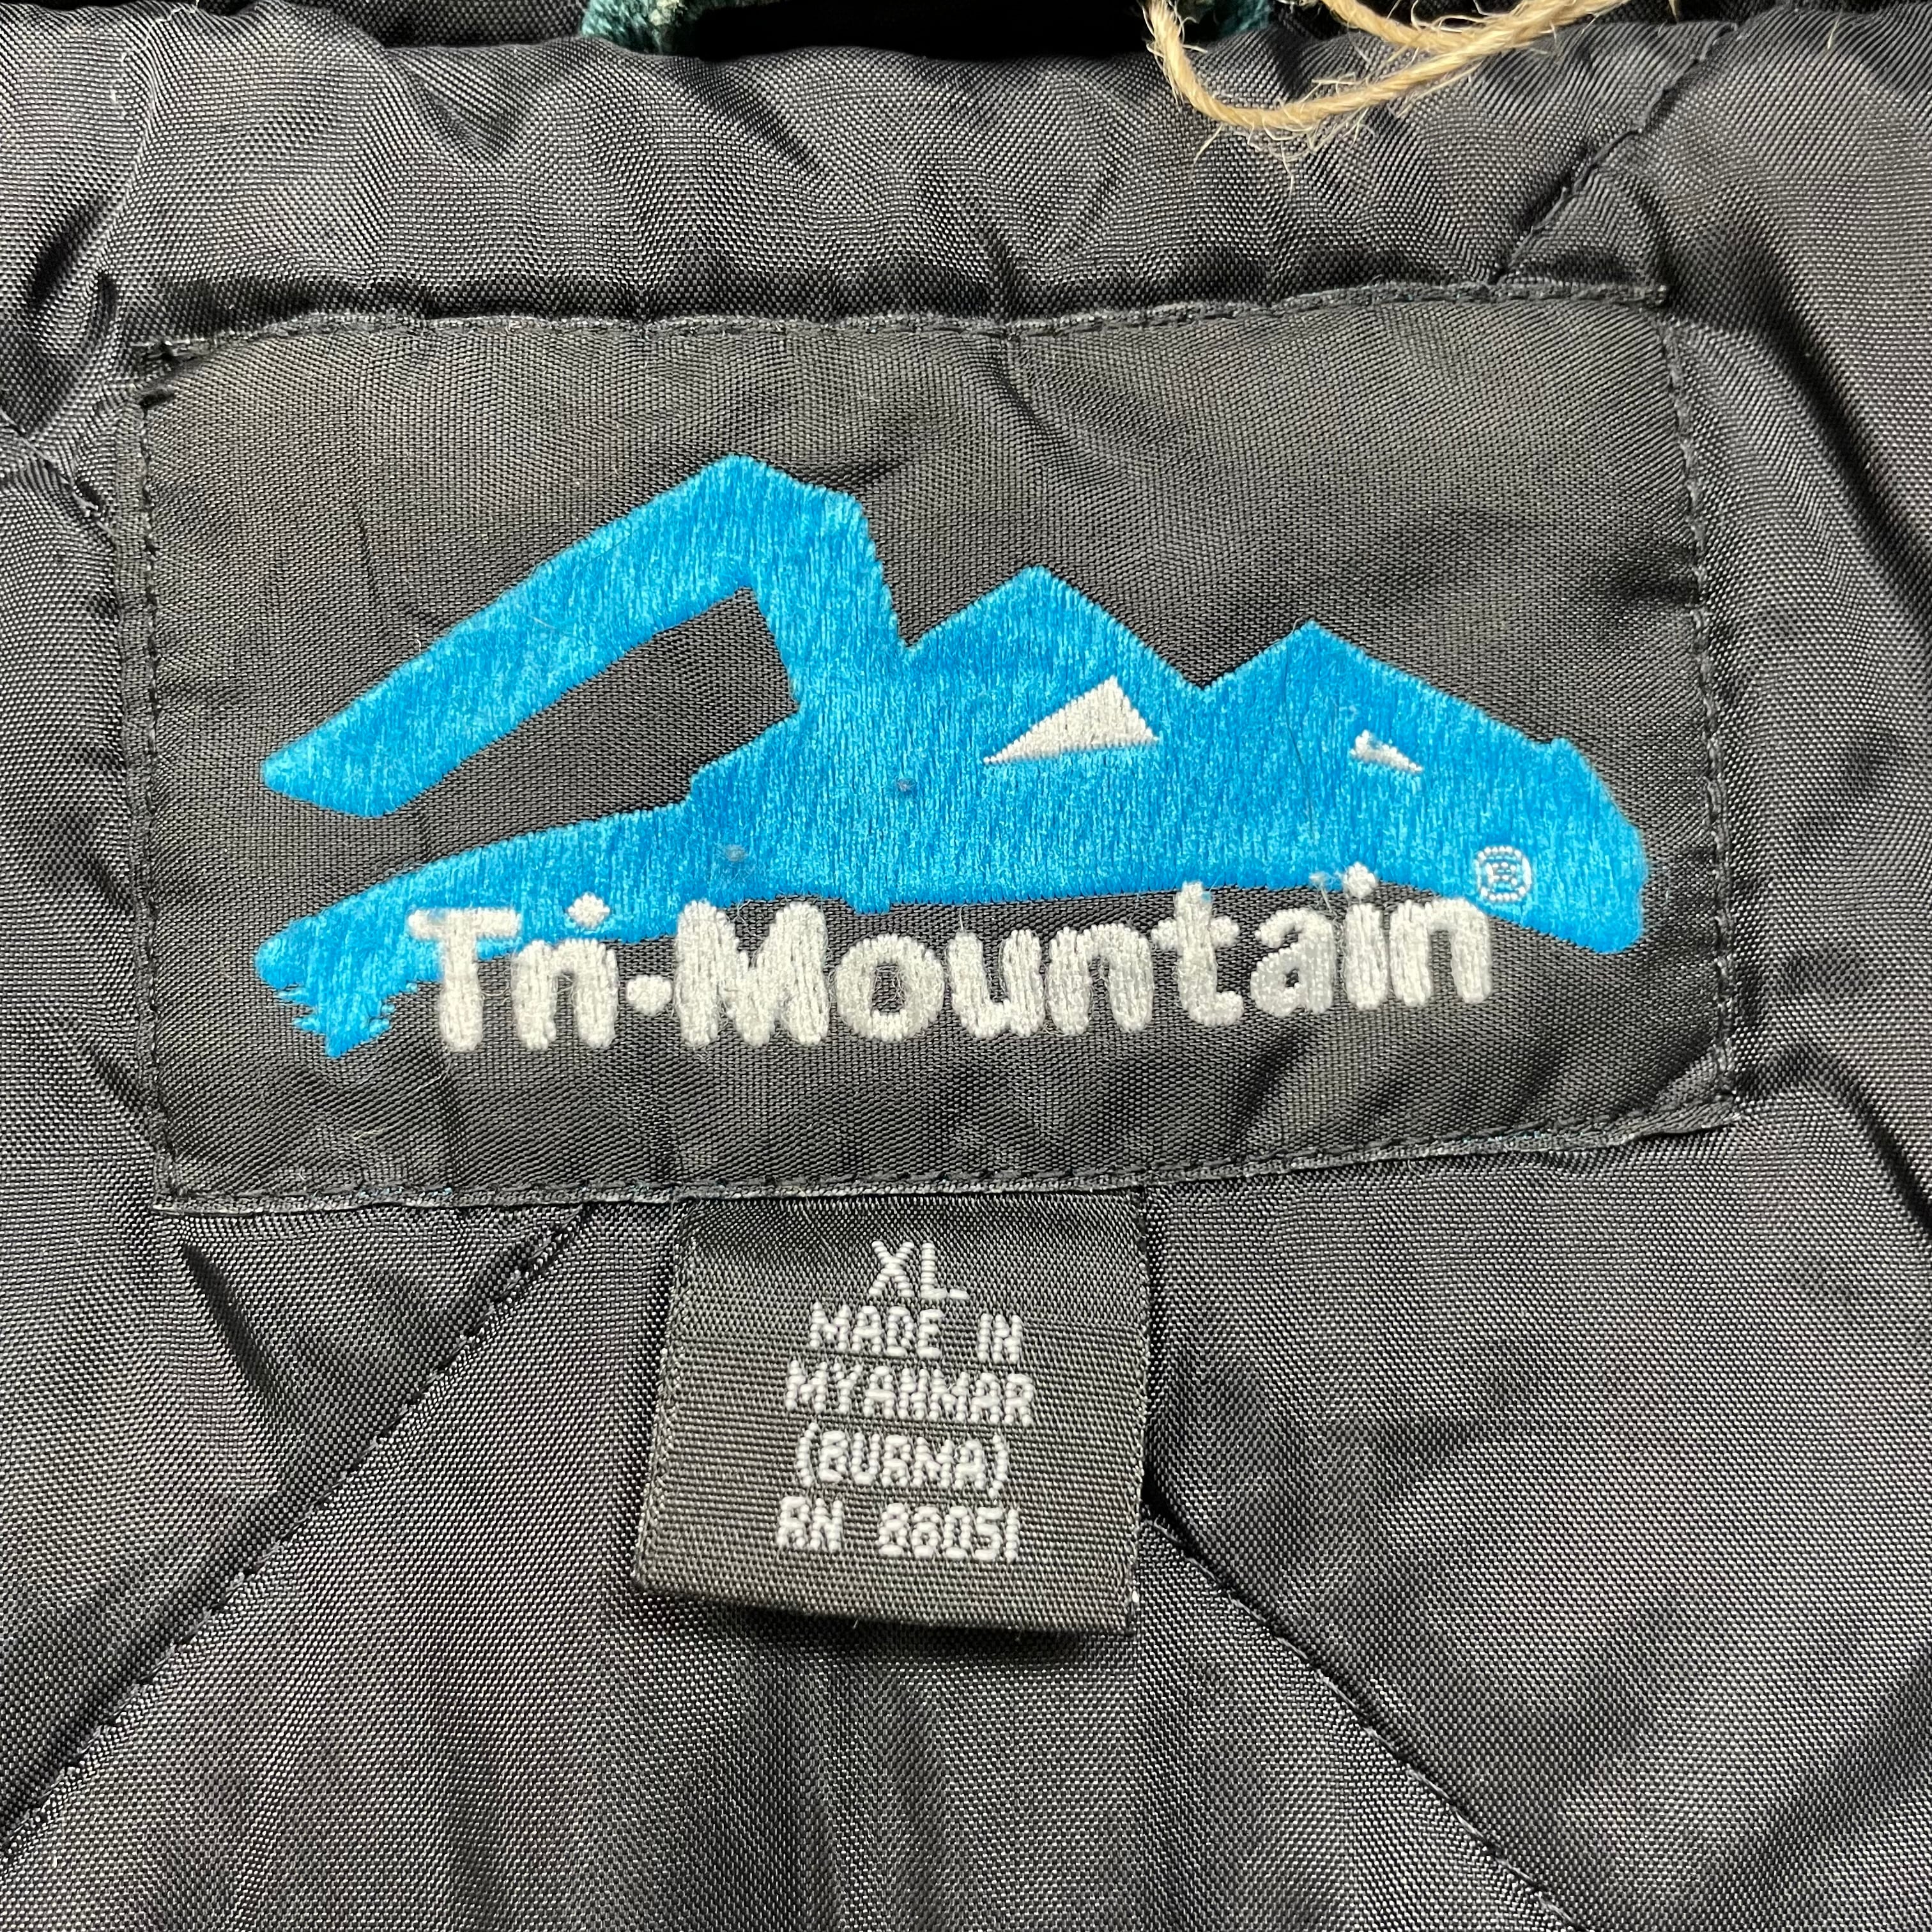 Tri-Mountain®
XL
MADE IN
MYANMAR
(BURMA)
RN 88051